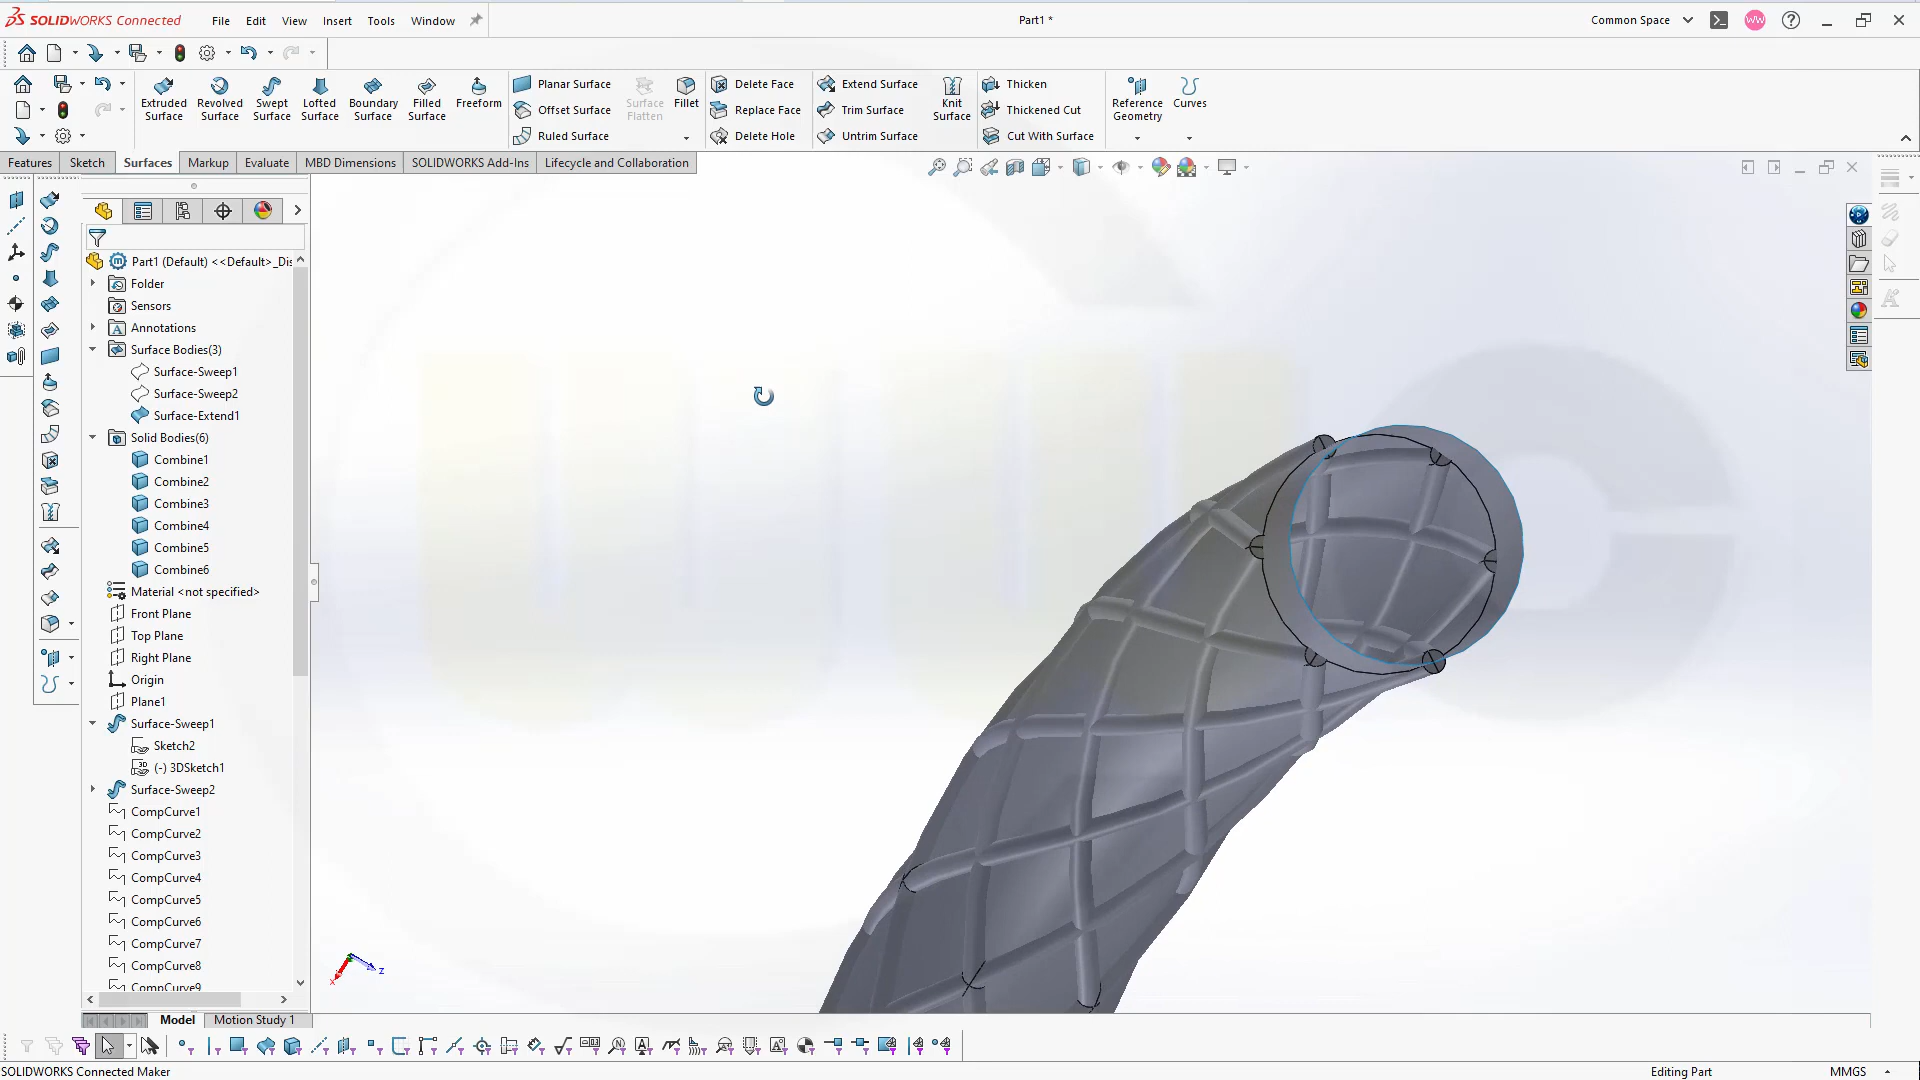 SOLIDWORKS Connected File Edit View Insert Tools Window Part1 * Common Space WW
Extruded Surface
Revolved Surface
Swept Surface
Lofted Surface
Boundary Surface
Filled Surface
Freeform
Planar Surface
Offset Surface
Ruled Surface
Surface Flatten
Fillet
Delete Face
Replace Face
Delete Hole
Extend Surface
Trim Surface
Untrim Surface
Knit Surface
Thicken
Thickened Cut
Cut With Surface
Reference Geometry
Curves
Features Sketch Surfaces Markup Evaluate MBD Dimensions SOLIDWORKS Add-Ins Lifecycle and Collaboration
Part1 (Default) <<Default>_Dis
Folder
Sensors
Annotations
Surface Bodies(3)
Surface-Sweep1
Surface-Sweep2
Surface-Extend1
Solid Bodies(6)
Combine1
Combine2
Combine3
Combine4
Combine5
Combine6
Material <not specified>
Front Plane
Top Plane
Right Plane
Origin
Plane1
Surface-Sweep1
Sketch2
(-) 3DSketch1
Surface-Sweep2
CompCurve1
CompCurve2
CompCurve3
CompCurve4
CompCurve5
CompCurve6
CompCurve7
CompCurve8
CompCurve9
x z
Model Motion Study 1
SOLIDWORKS Connected Maker Editing Part MMGS